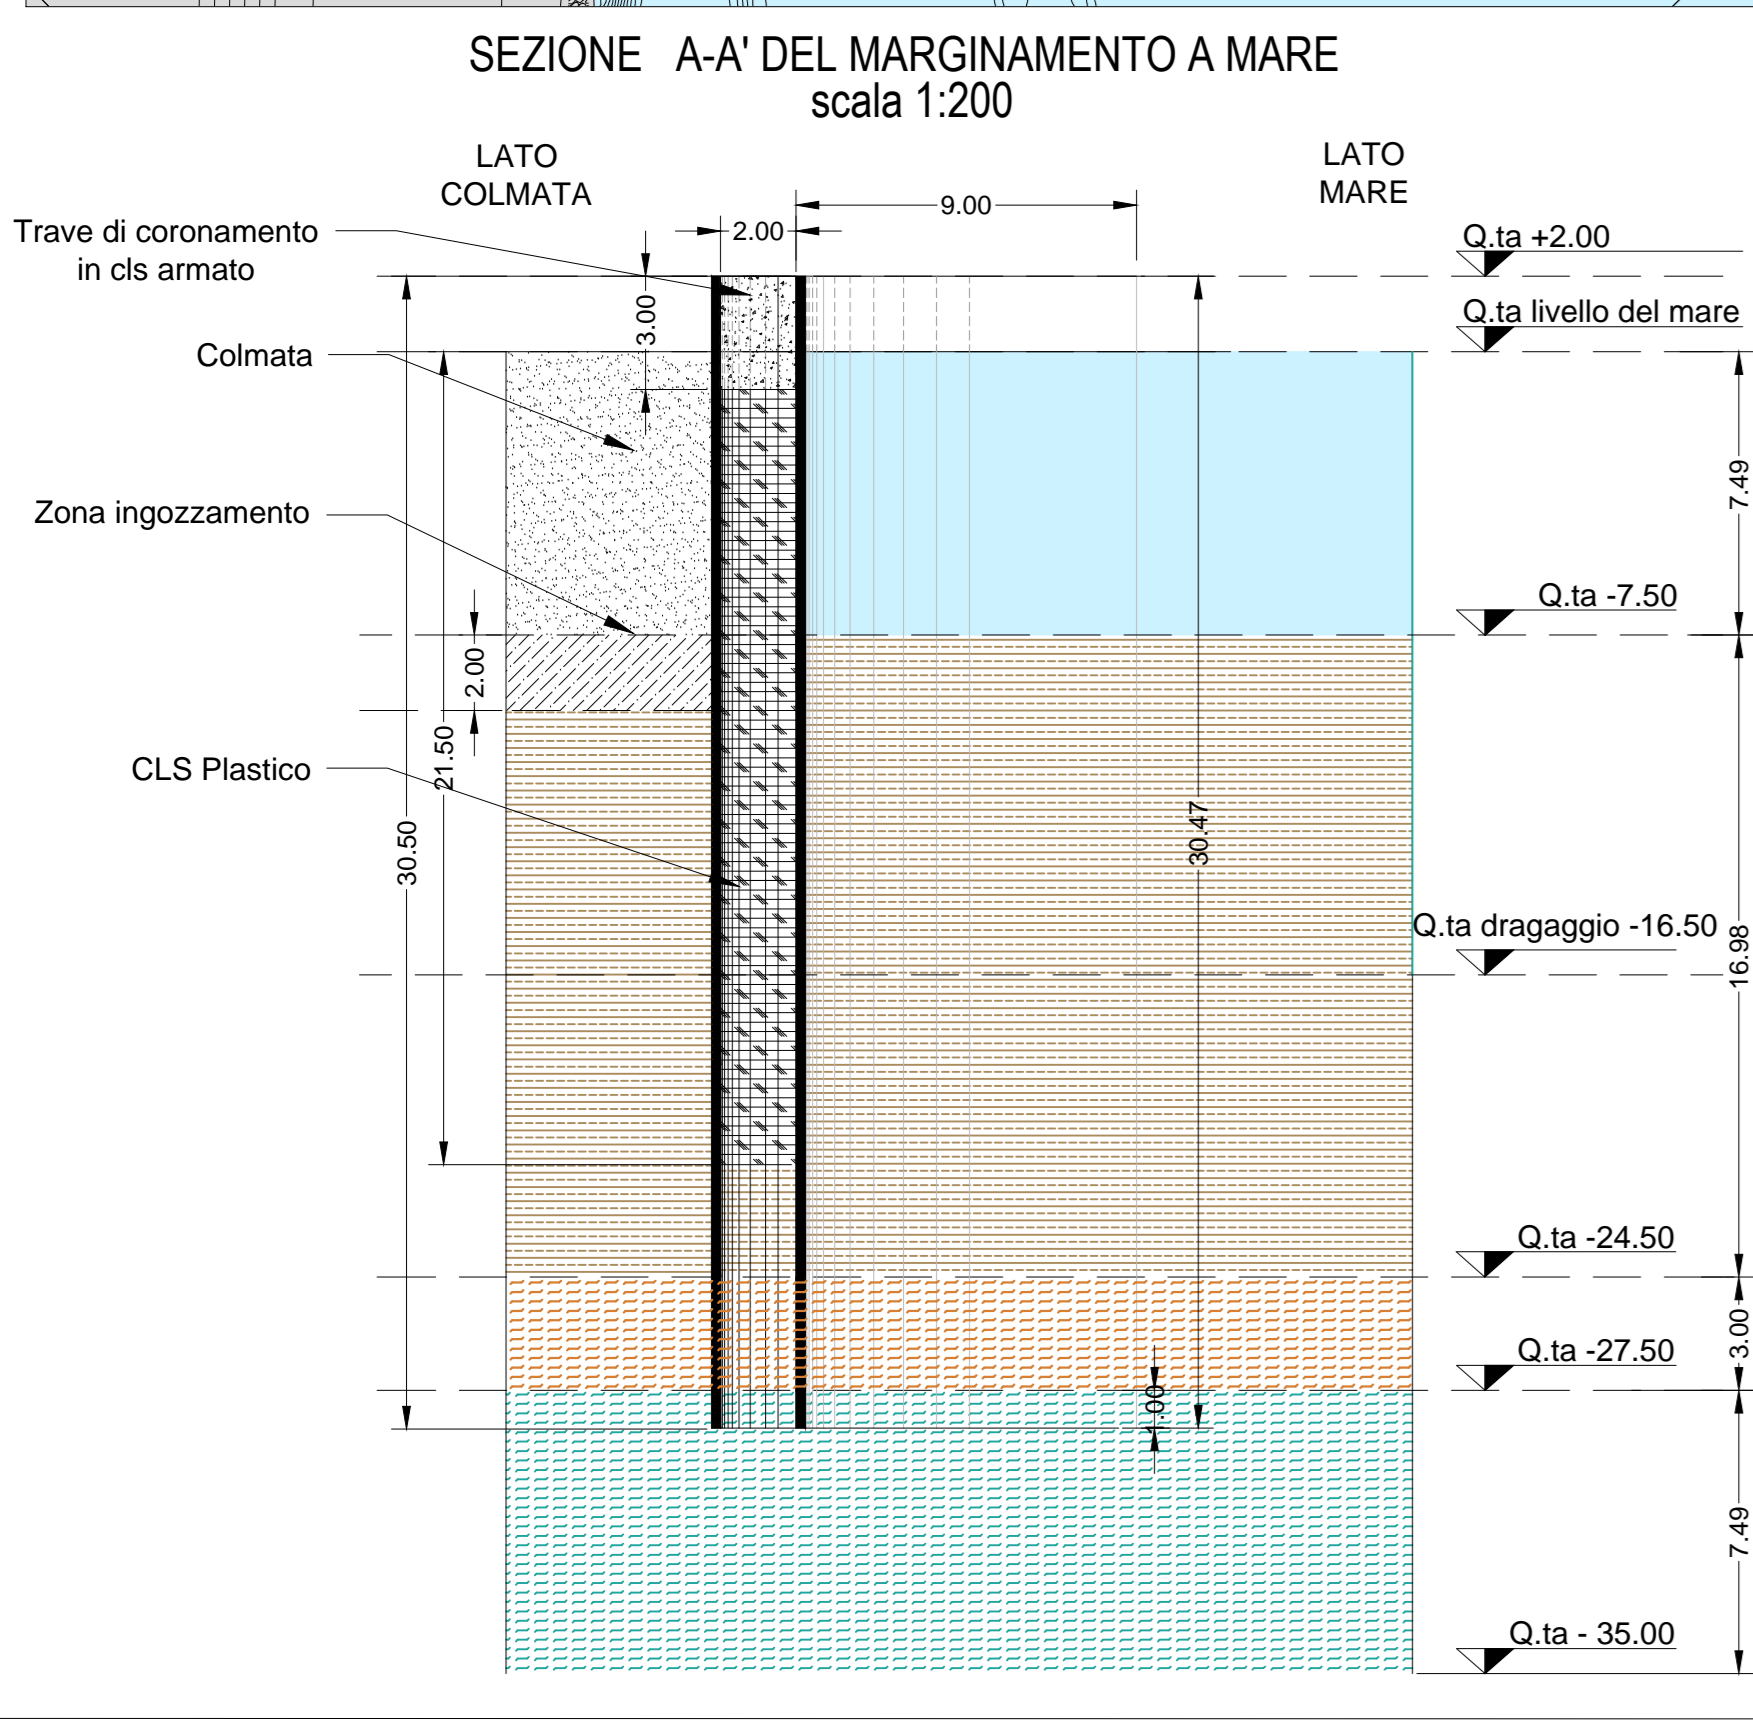 SEZIONE A-A' DEL MARGINAMENTO A MARE
scala 1:200
LATO
COLMATA
LATO
MARE
9.00
2.00
Trave di coronamento
in cls armato
Q.ta +2.00
3.00
Q.ta livello del mare
Colmata
7.49
Zona ingozzamento
Q.ta -7.50
2.00
21.50
CLS Plastico
30.50
30.47
Q.ta dragaggio -16.50
16.98
Q.ta -24.50
3.00
Q.ta -27.50
1.00
7.49
Q.ta - 35.00